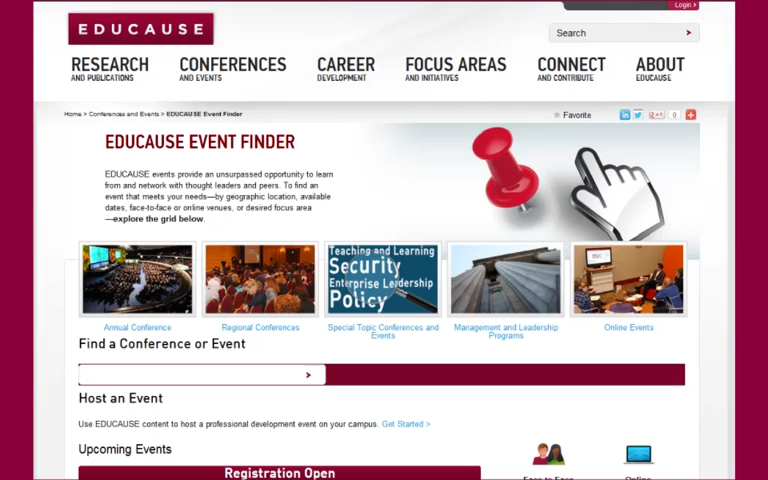 Login >
EDUCAUSE
Search >
RESEARCH
AND PUBLICATIONS
CONFERENCES
AND EVENTS
CAREER
DEVELOPMENT
FOCUS AREAS
AND INITIATIVES
CONNECT
AND CONTRIBUTE
ABOUT
EDUCAUSE
Home > Conferences and Events > EDUCAUSE Event Finder
Favorite
in
0
EDUCAUSE EVENT FINDER
EDUCAUSE events provide an unsurpassed opportunity to learn
from and network with thought leaders and peers. To find an
event that meets your needs—by geographic location, available
dates, face-to-face or online venues, or desired focus area
—explore the grid below.
Teaching and Learning
Security
Enterprise Leadership
Policy
Annual Conference
Regional Conferences
Special Topic Conferences and
Events
Management and Leadership
Programs
Online Events
Find a Conference or Event
>
Host an Event
Use EDUCAUSE content to host a professional development event on your campus. Get Started >
Upcoming Events
Registration Open
Face to Face
Online